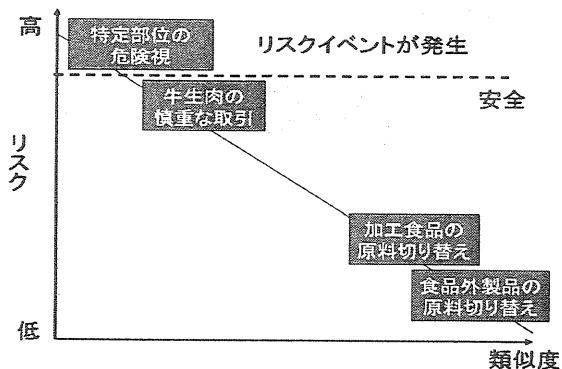 高
特定部位の
危険視
リスクイベントが発生
牛生肉の
慎重な取引
安全
リスク
加工食品の
原料切り替え
食品外製品の
原料切り替え
低
類似度